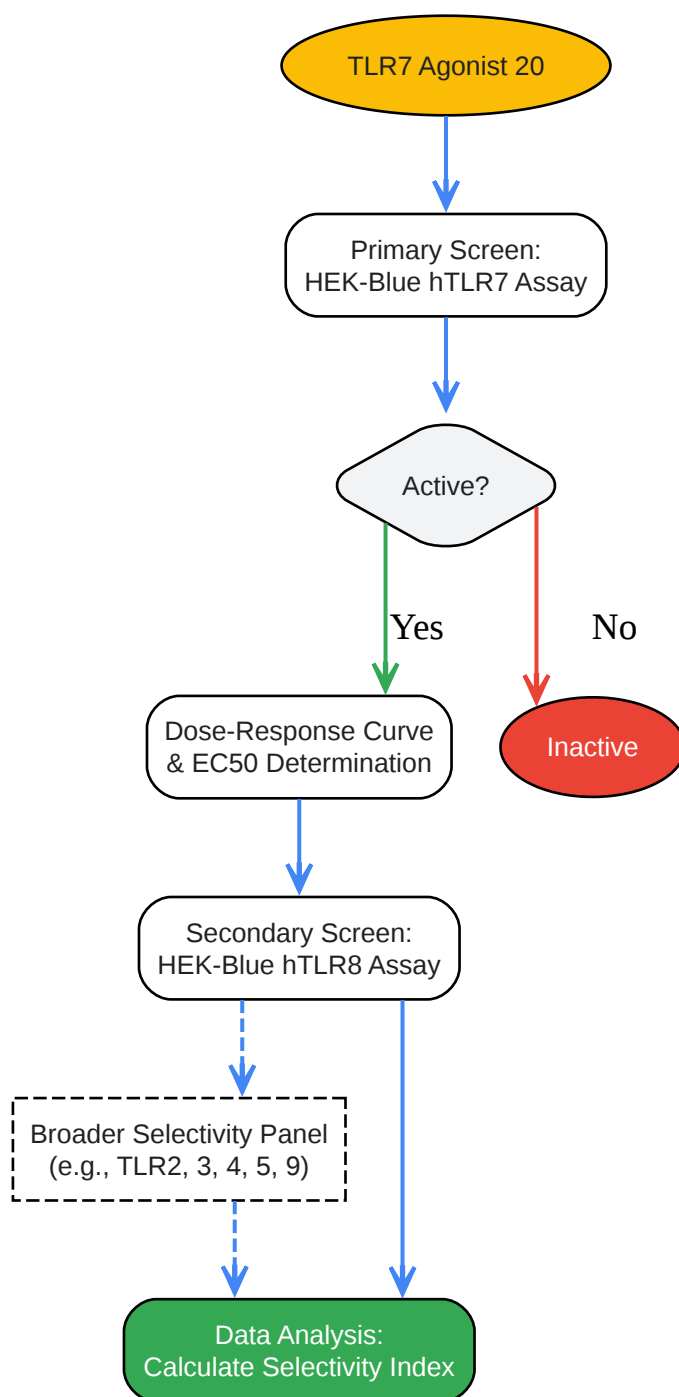 TLR7 Agonist 20
Primary Screen:
HEK-Blue hTLR7 Assay
Active?
Yes
No
Dose-Response Curve
& EC50 Determination
Inactive
Secondary Screen:
HEK-Blue hTLR8 Assay
Broader Selectivity Panel
(e.g., TLR2, 3, 4, 5, 9)
Data Analysis:
Calculate Selectivity Index